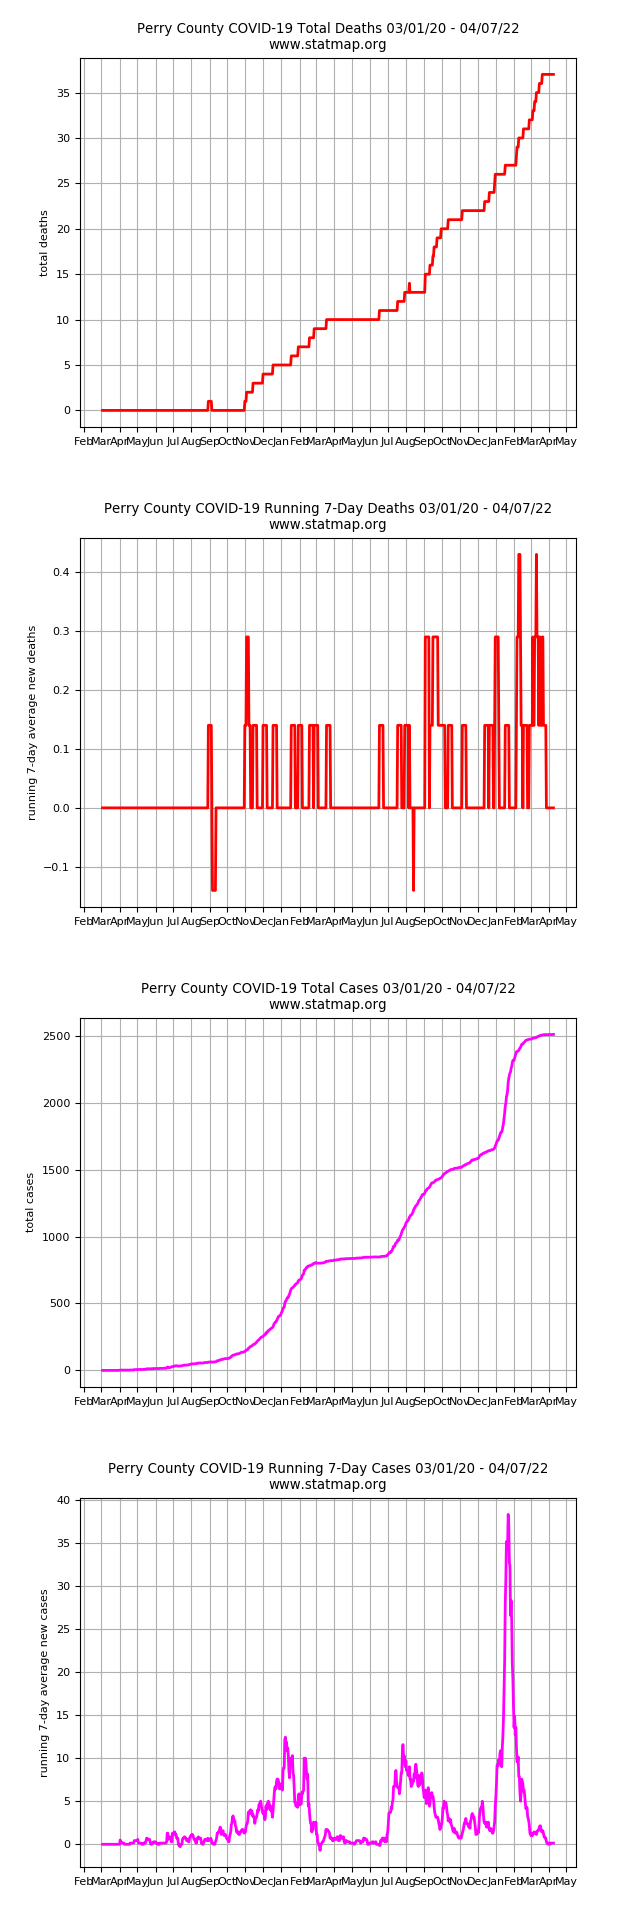 Perry County COVID-19 Total Deaths 03/01/20 - 04/07/22
www.statmap.org
35
30
25
20
15
10
5
0
total deaths
Feb Mar Apr May Jun Jul Aug Sep Oct Nov Dec Jan Feb Mar Apr May Jun Jul Aug Sep Oct Nov Dec Jan Feb Mar Apr May
Perry County COVID-19 Running 7-Day Deaths 03/01/20 - 04/07/22
www.statmap.org
0.4
0.3
0.2
0.1
0.0
−0.1
running 7-day average new deaths
Feb Mar Apr May Jun Jul Aug Sep Oct Nov Dec Jan Feb Mar Apr May Jun Jul Aug Sep Oct Nov Dec Jan Feb Mar Apr May
Perry County COVID-19 Total Cases 03/01/20 - 04/07/22
www.statmap.org
2500
2000
1500
1000
500
0
total cases
Feb Mar Apr May Jun Jul Aug Sep Oct Nov Dec Jan Feb Mar Apr May Jun Jul Aug Sep Oct Nov Dec Jan Feb Mar Apr May
Perry County COVID-19 Running 7-Day Cases 03/01/20 - 04/07/22
www.statmap.org
40
35
30
25
20
15
10
5
0
running 7-day average new cases
Feb Mar Apr May Jun Jul Aug Sep Oct Nov Dec Jan Feb Mar Apr May Jun Jul Aug Sep Oct Nov Dec Jan Feb Mar Apr May